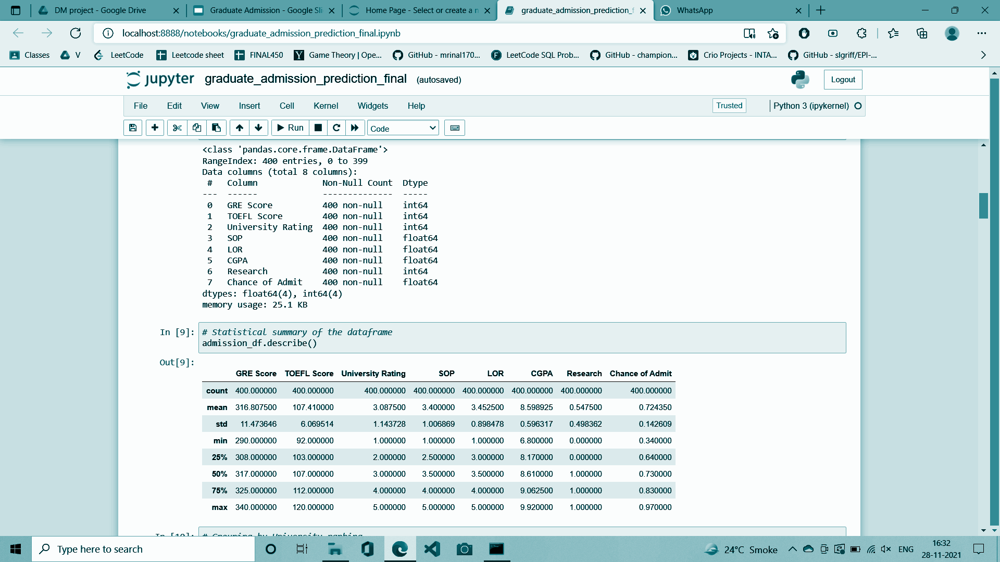 DM project - Google Drive
Graduate Admission - Google Sli
Home Page - Select or create a n
graduate_admission_prediction_f
WhatsApp
localhost:8888/notebooks/graduate_admission_prediction_final.ipynb
Classes
V
LeetCode
Leetcode sheet
FINAL450
Game Theory | Ope...
GitHub - mrinal170...
LeetCode SQL Prob...
GitHub - champion...
Crio Projects - INTA...
GitHub - slgriff/EPI-...
jupyter graduate_admission_prediction_final (autosaved)
Logout
File Edit View Insert Cell Kernel Widgets Help
Trusted
Python 3 (ipykernel)
Run
Code
<class 'pandas.core.frame.DataFrame'>
RangeIndex: 400 entries, 0 to 399
Data columns (total 8 columns):
# Column Non-Null Count Dtype
--- ------ -------------- -----
0 GRE Score 400 non-null int64
1 TOEFL Score 400 non-null int64
2 University Rating 400 non-null int64
3 SOP 400 non-null float64
4 LOR 400 non-null float64
5 CGPA 400 non-null float64
6 Research 400 non-null int64
7 Chance of Admit 400 non-null float64
dtypes: float64(4), int64(4)
memory usage: 25.1 KB
In [9]: # Statistical summary of the dataframe
admission_df.describe()
Out[9]:
GRE Score TOEFL Score University Rating SOP LOR CGPA Research Chance of Admit
count 400.000000 400.000000 400.000000 400.000000 400.000000 400.000000 400.000000 400.000000
mean 316.807500 107.410000 3.087500 3.400000 3.452500 8.598925 0.547500 0.724350
std 11.473646 6.069514 1.143728 1.006869 0.898478 0.596317 0.498362 0.142609
min 290.000000 92.000000 1.000000 1.000000 1.000000 6.800000 0.000000 0.340000
25% 308.000000 103.000000 2.000000 2.500000 3.000000 8.170000 0.000000 0.640000
50% 317.000000 107.000000 3.000000 3.500000 3.500000 8.610000 1.000000 0.730000
75% 325.000000 112.000000 4.000000 4.000000 4.000000 9.062500 1.000000 0.830000
max 340.000000 120.000000 5.000000 5.000000 5.000000 9.920000 1.000000 0.970000
In [10]: # Grouping by University ranking
Type here to search
24°C Smoke
ENG
16:32
28-11-2021